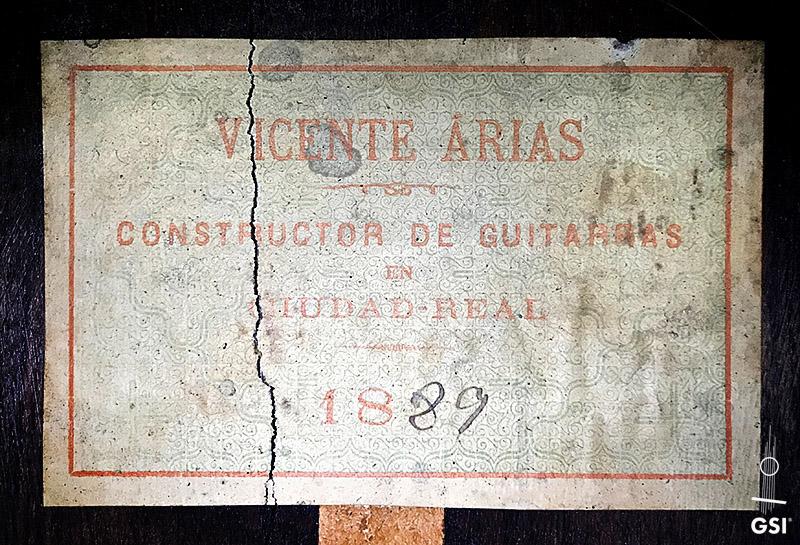 VICENTE ÁRIAS
CONSTRUCTOR DE GUITARRAS
EN
CIUDAD-REAL
1889
GSI